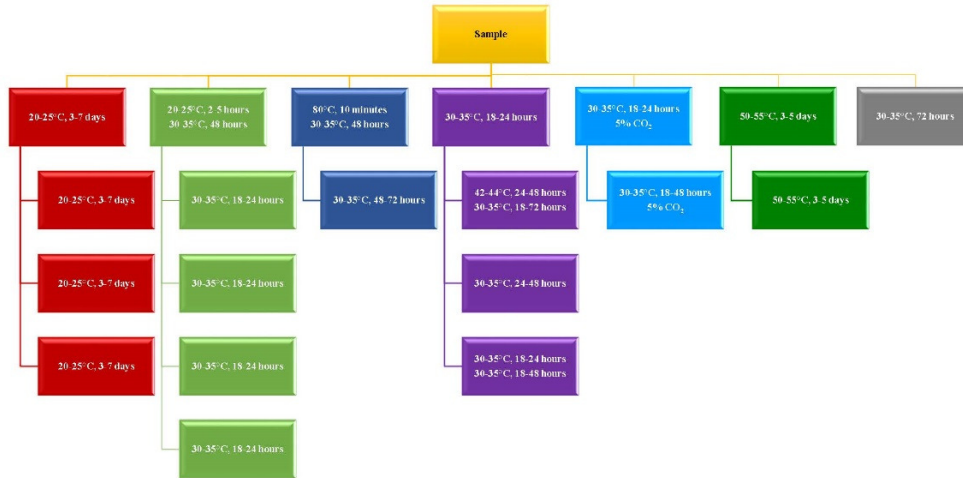 Sample
20-25°C, 3-7 days
20-25°C, 2-5 hours
30-35°C, 48 hours
80°C, 10 minutes
30-35°C, 48 hours
30-35°C, 18-24 hours
30-35°C, 18-24 hours
5% CO₂
50-55°C, 3-5 days
30-35°C, 72 hours
20-25°C, 3-7 days
30-35°C, 18-24 hours
30-35°C, 48-72 hours
42-44°C, 24-48 hours
30-35°C, 18-72 hours
30-35°C, 18-48 hours
5% CO₂
50-55°C, 3-5 days
20-25°C, 3-7 days
30-35°C, 18-24 hours
30-35°C, 24-48 hours
20-25°C, 3-7 days
30-35°C, 18-24 hours
30-35°C, 18-24 hours
30-35°C, 18-48 hours
30-35°C, 18-24 hours